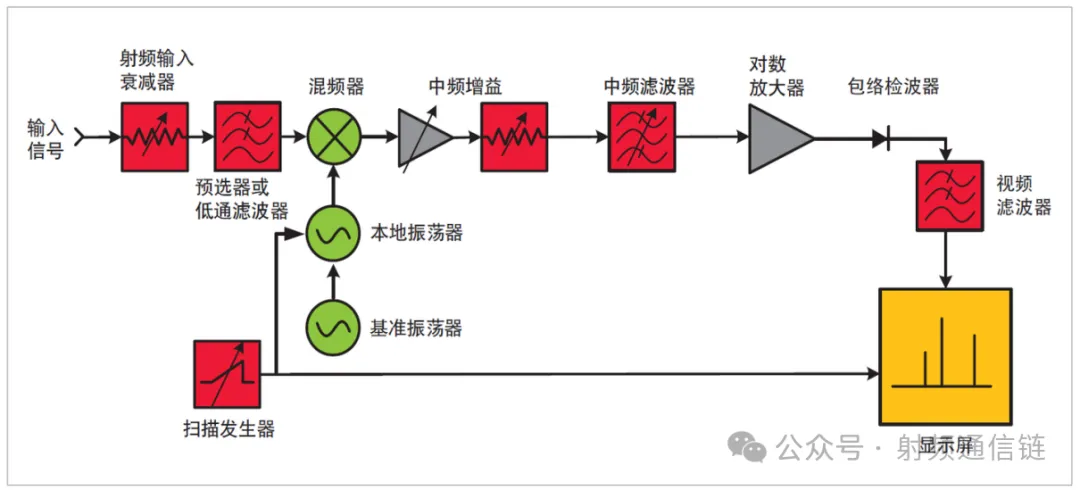 射频输入
衰减器
混频器
中频增益
中频滤波器
对数
放大器
包络检波器
输入
信号
预选器或
低通滤波器
视频
滤波器
本地振荡器
基准振荡器
扫描发生器
显示屏
公众号·射频通信链